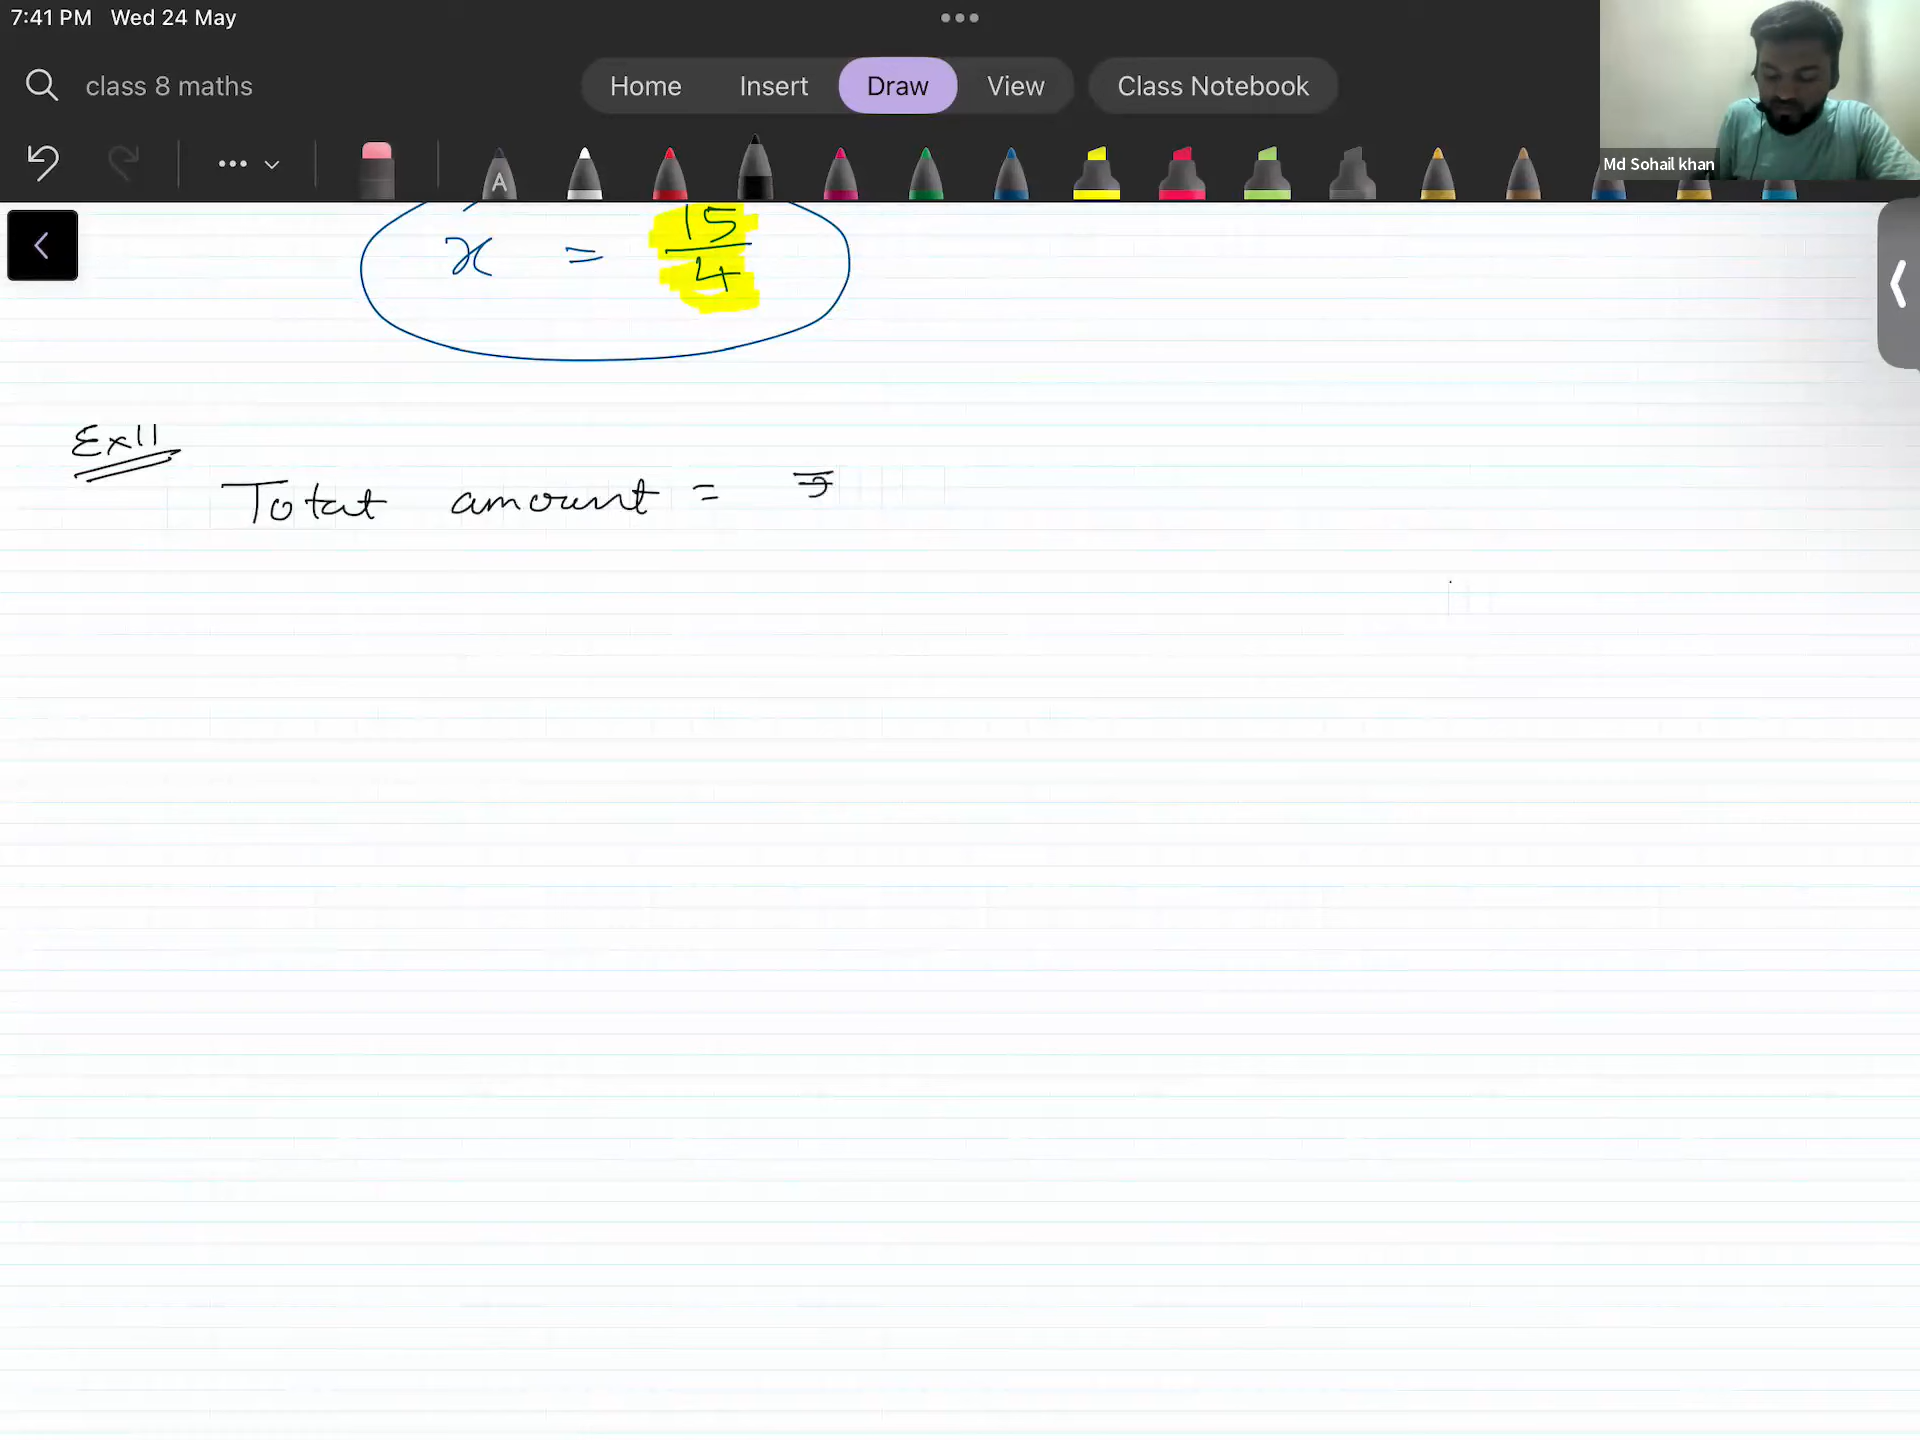 7:41 PM Wed 24 May
class 8 maths
Home Insert Draw View Class Notebook
A
Md Sohail khan
x = 15/4
Ex11
Total amount = ₹